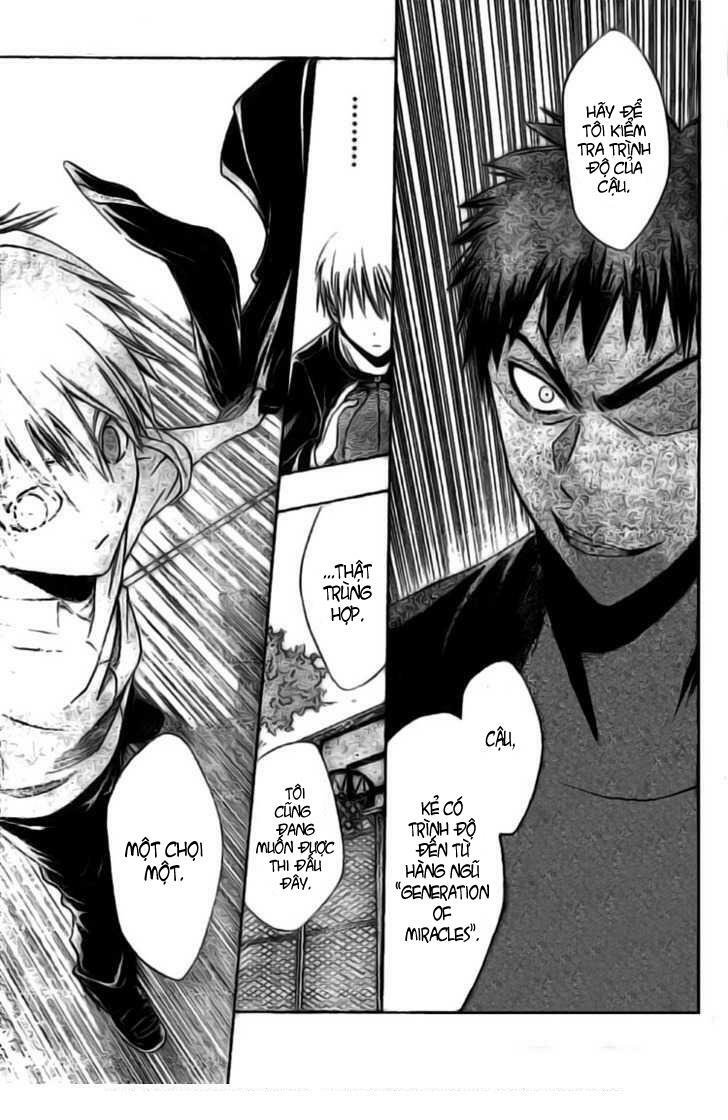 HÃY ĐỂ
TÔI KIỂM
TRA TRÌNH
ĐỘ CỦA
CẬU.
CẬU,
KẺ CÓ
TRÌNH ĐỘ
ĐẾN TỪ
HÀNG NGŨ
“GENERATION
OF
MIRACLES”.
.........
...THẬT
TRÙNG
HỢP.
TÔI
CŨNG
ĐANG
MUỐN ĐƯỢC
THI ĐẤU
ĐÂY.
MỘT CHỌI
MỘT.